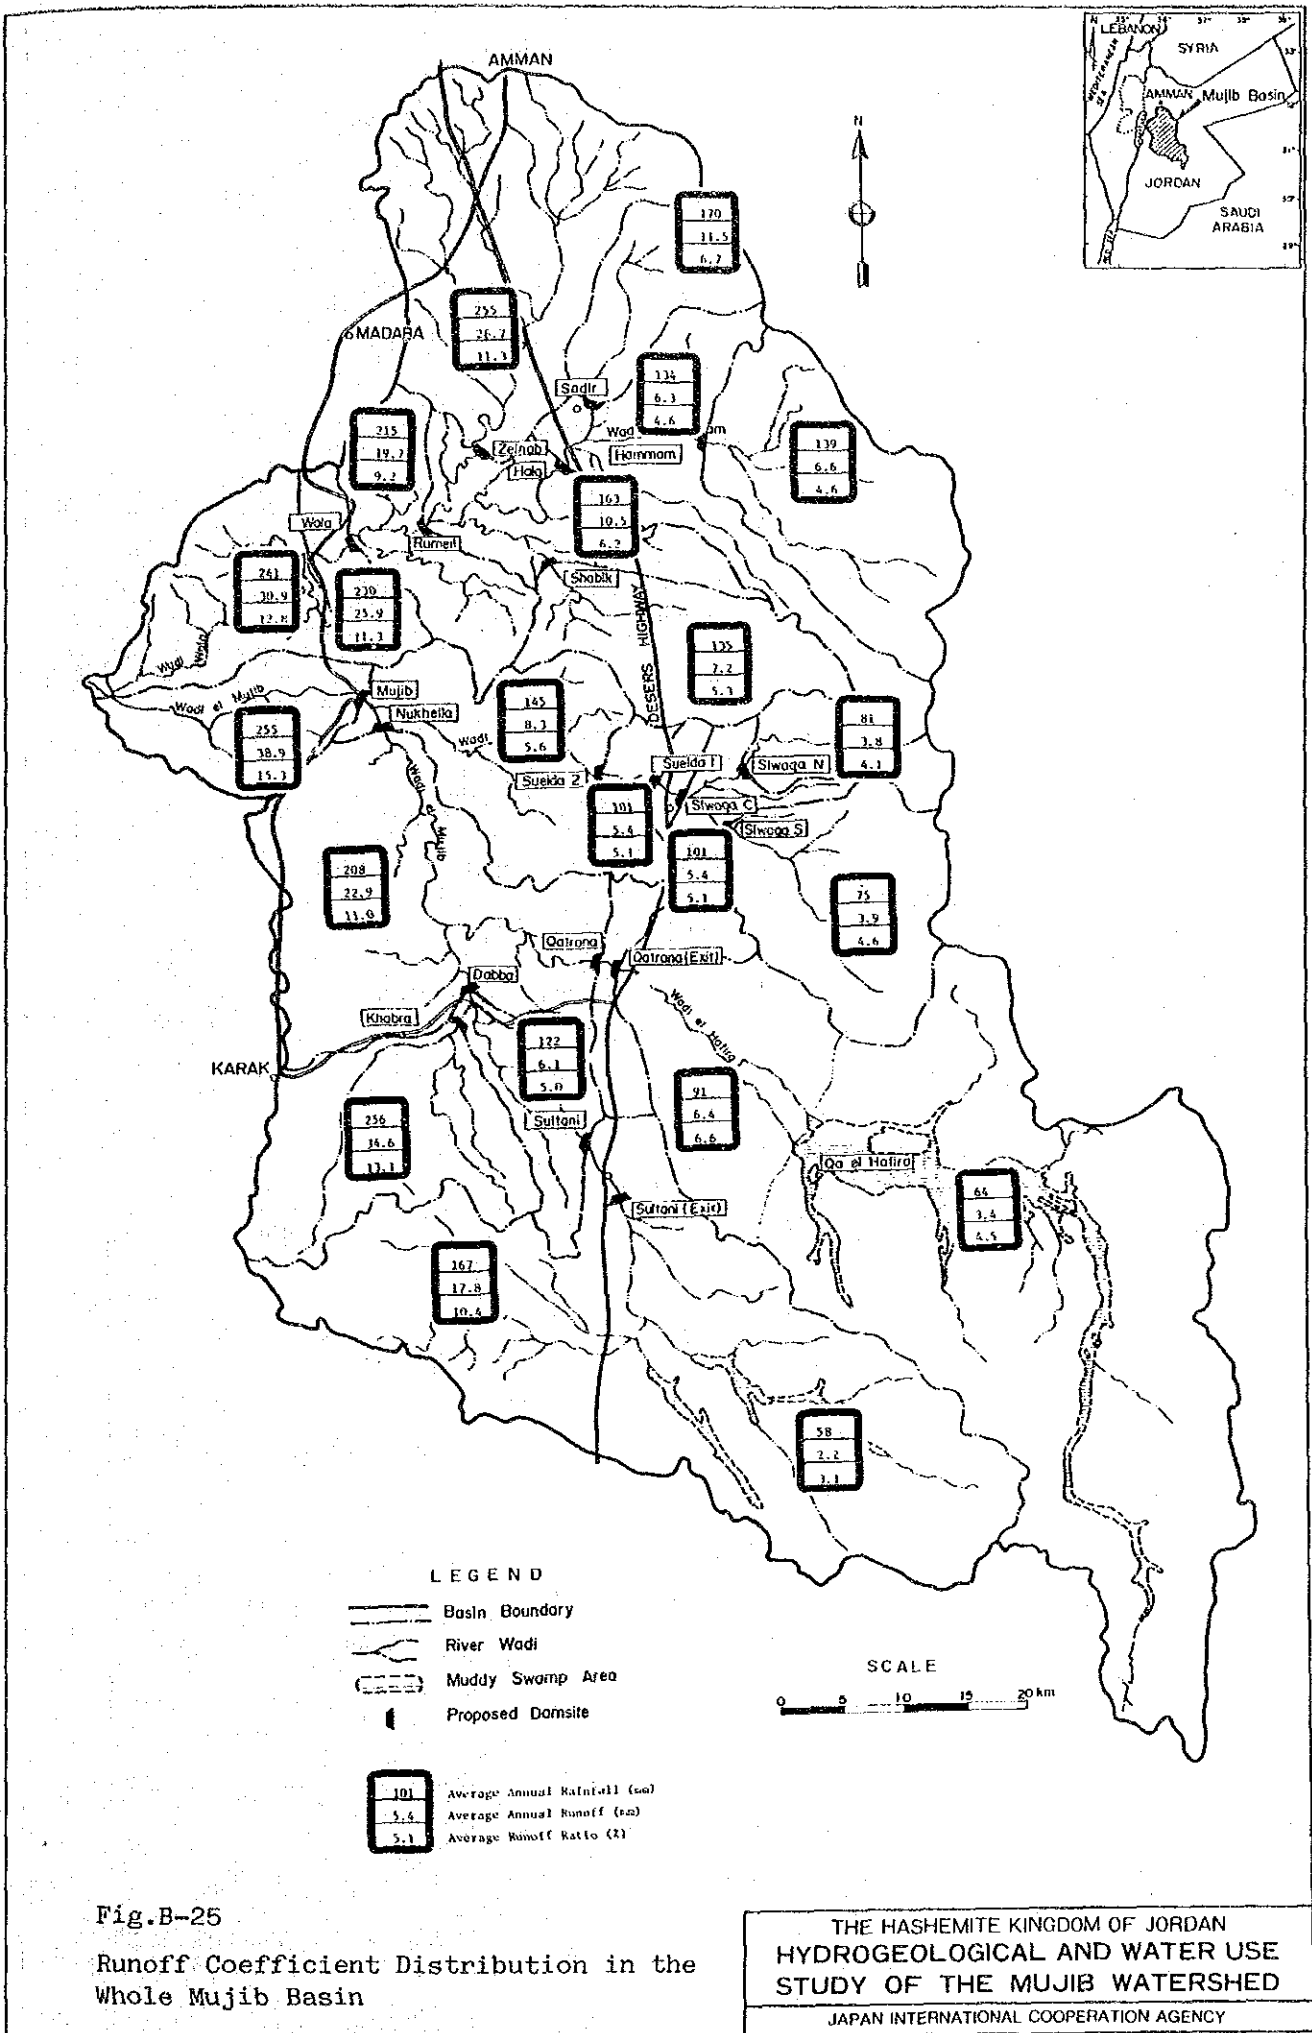 N 35° 36° 37° 38° 39°
LEBANON
SYRIA
MEDITERRANEAN SEA
AMMAN Mujib Basin
JORDAN
SAUDI
ARABIA
AMMAN
N
170
11.5
6.7
255
26.7
11.3
MADABA
134
6.3
4.6
Sadir
215
19.7
9.2
Wad am
139
6.6
4.6
Zeinab
Hammam
Hala
163
10.5
6.2
Wala
Rumeil
241
30.9
12.8
230
25.9
11.3
Shabik
DESERS HIGHWAY
135
7.2
5.3
Wadi Wala
Wadi el Mujib
Mujib
Nukheila
145
8.3
5.6
81
3.8
4.1
255
38.9
15.3
Wadi
Wadi el Mujib
Sueida 2
Sueida 1
Siwaqa N
101
5.4
5.1
Siwaqa C
Siwaqa S
101
5.4
5.1
208
22.9
11.0
75
3.9
4.6
Qatrana
Qatrana (Exit)
Dabba
Khabra
Wadi el Hafira
KARAK
122
6.1
5.0
91
6.4
6.6
256
34.6
13.1
Sultani
Qa el Hafira
64
3.4
4.5
Sultani (Exit)
167
17.8
10.4
58
2.2
3.1
LEGEND
Basin Boundary
River Wadi
Muddy Swamp Area
Proposed Damsite
SCALE
0 5 10 15 20 km
101 Average Annual Rainfall (mm)
5.4 Average Annual Runoff (mm)
5.1 Average Runoff Ratio (%)
Fig.B-25
Runoff Coefficient Distribution in the
Whole Mujib Basin
THE HASHEMITE KINGDOM OF JORDAN
HYDROGEOLOGICAL AND WATER USE
STUDY OF THE MUJIB WATERSHED
JAPAN INTERNATIONAL COOPERATION AGENCY